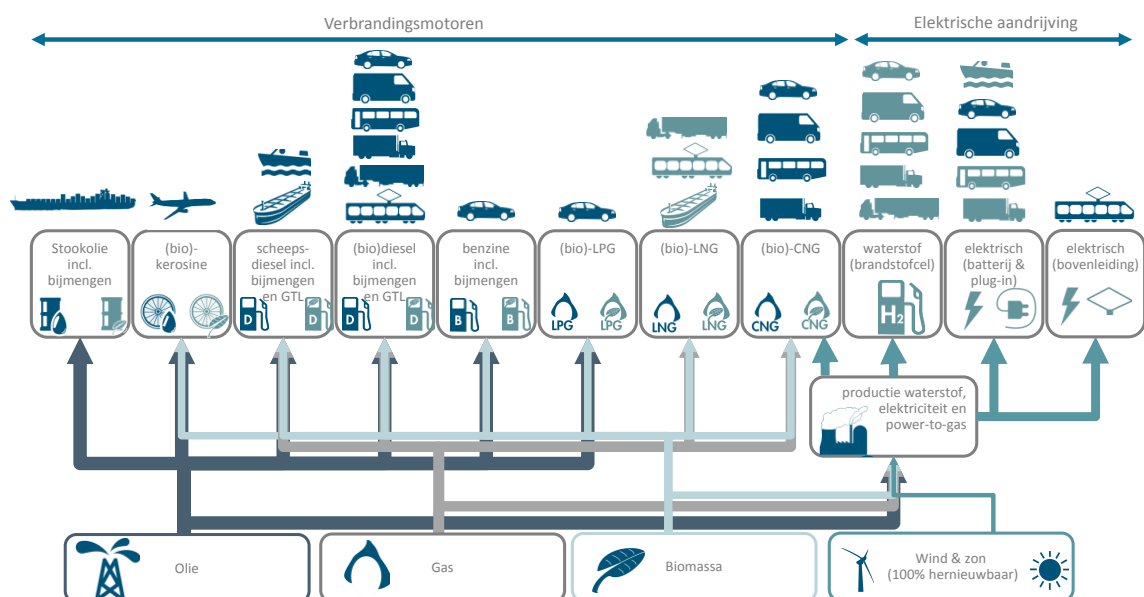 Verbrandingsmotoren
Elektrische aandrijving
Stookolie
incl.
bijmengen
(bio)-
kerosine
scheeps-
diesel incl.
bijmengen
en GTL
D
D
(bio)diesel
incl.
bijmengen
en GTL
D
D
benzine
incl.
bijmengen
B
B
(bio)-LPG
LPG
LPG
(bio)-LNG
LNG
LNG
(bio)-CNG
CNG
CNG
waterstof
(brandstofcel)
H2
elektrisch
(batterij &
plug-in)
elektrisch
(bovenleiding)
productie waterstof,
elektriciteit en
power-to-gas
Olie
Gas
Biomassa
Wind & zon
(100% hernieuwbaar)